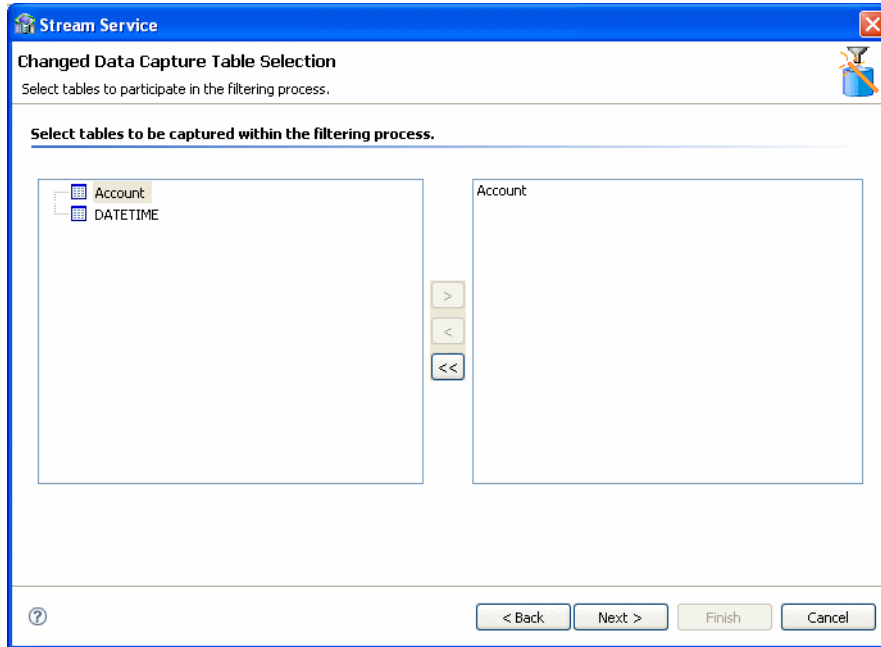 Stream Service
Changed Data Capture Table Selection
Select tables to participate in the filtering process.
Select tables to be captured within the filtering process.
Account
DATETIME
Account
>
<
<<
?
< Back
Next >
Finish
Cancel